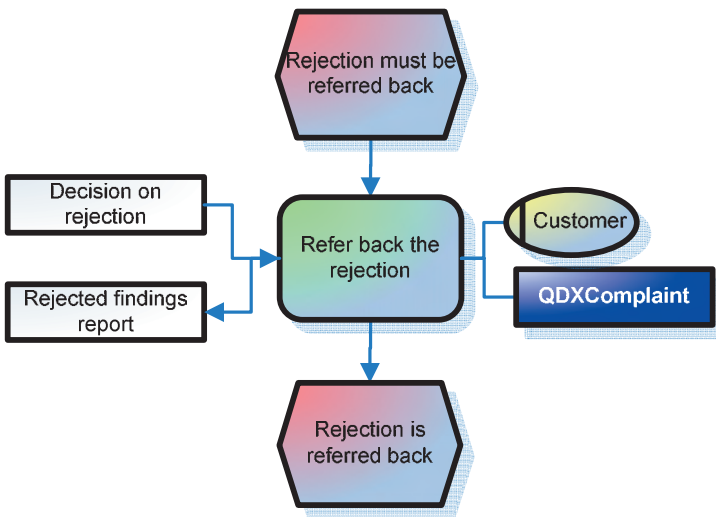 Rejection must be
referred back
Decision on
rejection
Refer back the
rejection
Customer
Rejected findings
report
QDXComplaint
Rejection is
referred back